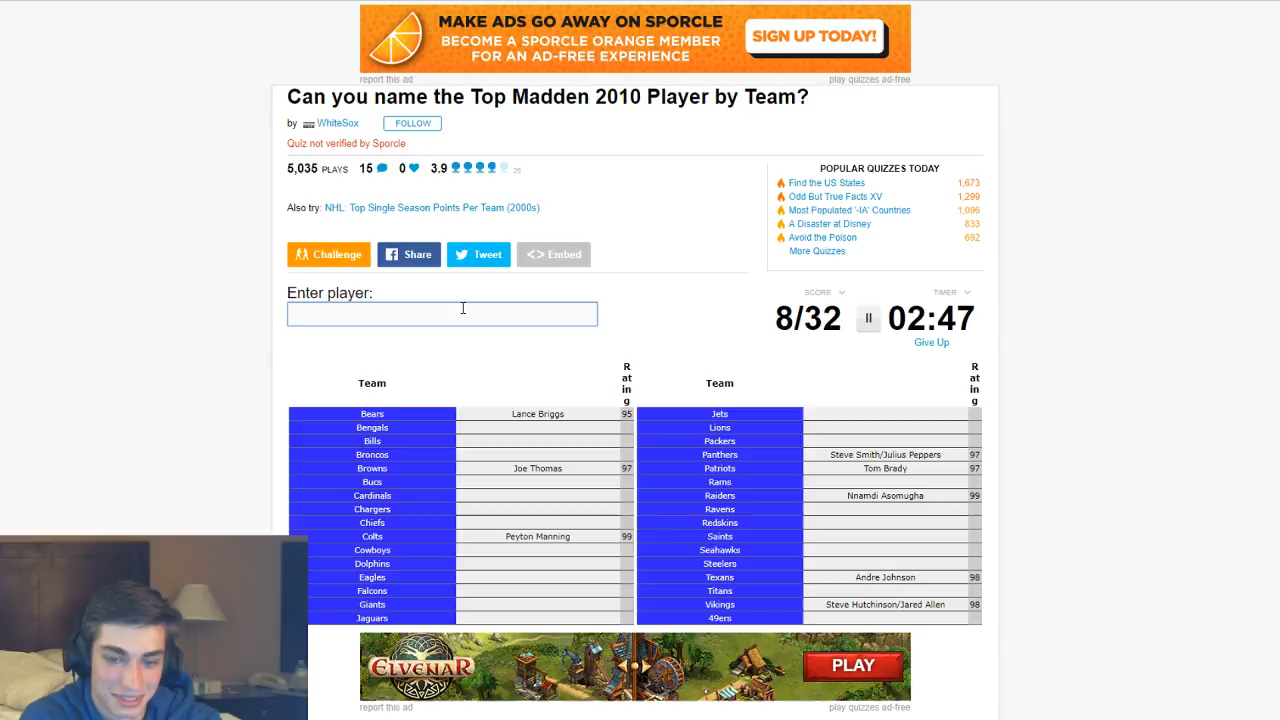 MAKE ADS GO AWAY ON SPORCLE
BECOME A SPORCLE ORANGE MEMBER
FOR AN AD-FREE EXPERIENCE
SIGN UP TODAY!
report this ad
play quizzes ad-free
Can you name the Top Madden 2010 Player by Team?
by WhiteSox FOLLOW
Quiz not verified by Sporcle
5,035 PLAYS 15 0 3.9 25
Also try: NHL: Top Single Season Points Per Team (2000s)
POPULAR QUIZZES TODAY
Find the US States 1,673
Odd But True Facts XV 1,299
Most Populated '-IA' Countries 1,096
A Disaster at Disney 833
Avoid the Poison 692
More Quizzes
Challenge Share Tweet <> Embed
Enter player:
SCORE
8/32
TIMER
02:47
Give Up
Team
R
at
in
g
Bears Lance Briggs 95
Bengals
Bills
Broncos
Browns Joe Thomas 97
Bucs
Cardinals
Chargers
Chiefs
Colts Peyton Manning 99
Cowboys
Dolphins
Eagles
Falcons
Giants
Jaguars
Team
R
at
in
g
Jets
Lions
Packers
Panthers Steve Smith/Julius Peppers 97
Patriots Tom Brady 97
Rams
Raiders Nnamdi Asomugha 99
Ravens
Redskins
Saints
Seahawks
Steelers
Texans Andre Johnson 98
Titans
Vikings Steve Hutchinson/Jared Allen 98
49ers
ELVENAR
PLAY
report this ad
play quizzes ad-free